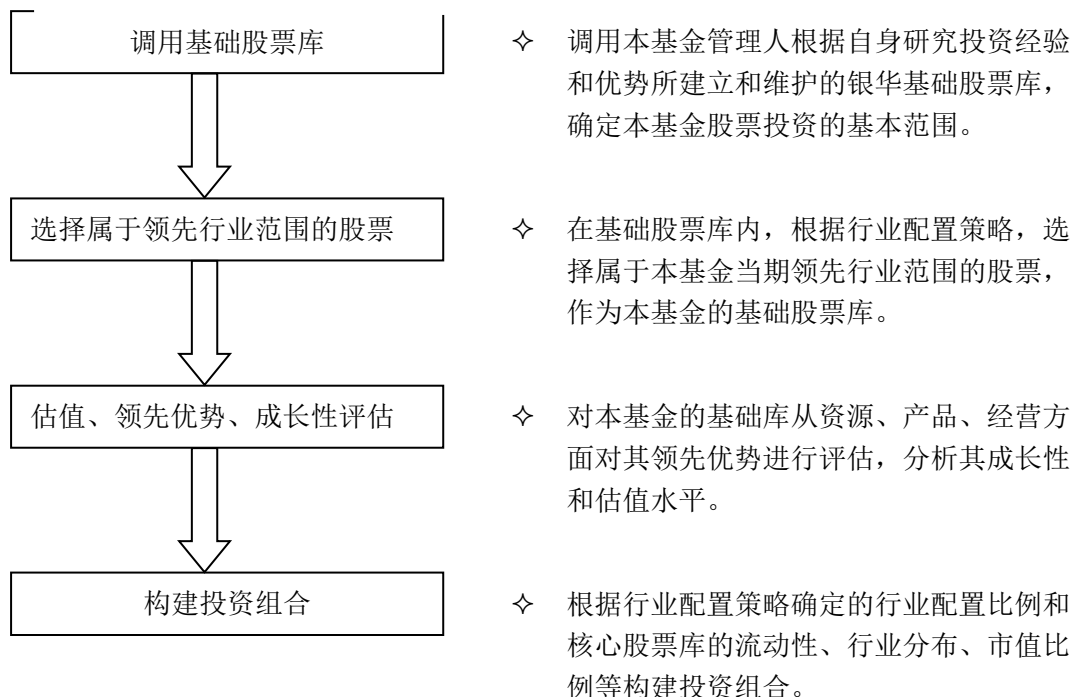 调用基础股票库
✧ 调用本基金管理人根据自身研究投资经验
和优势所建立和维护的银华基础股票库，
确定本基金股票投资的基本范围。
选择属于领先行业范围的股票
✧ 在基础股票库内，根据行业配置策略，选
择属于本基金当期领先行业范围的股票，
作为本基金的基础股票库。
估值、领先优势、成长性评估
✧ 对本基金的基础库从资源、产品、经营方
面对其领先优势进行评估，分析其成长性
和估值水平。
构建投资组合
✧ 根据行业配置策略确定的行业配置比例和
核心股票库的流动性、行业分布、市值比
例等构建投资组合。